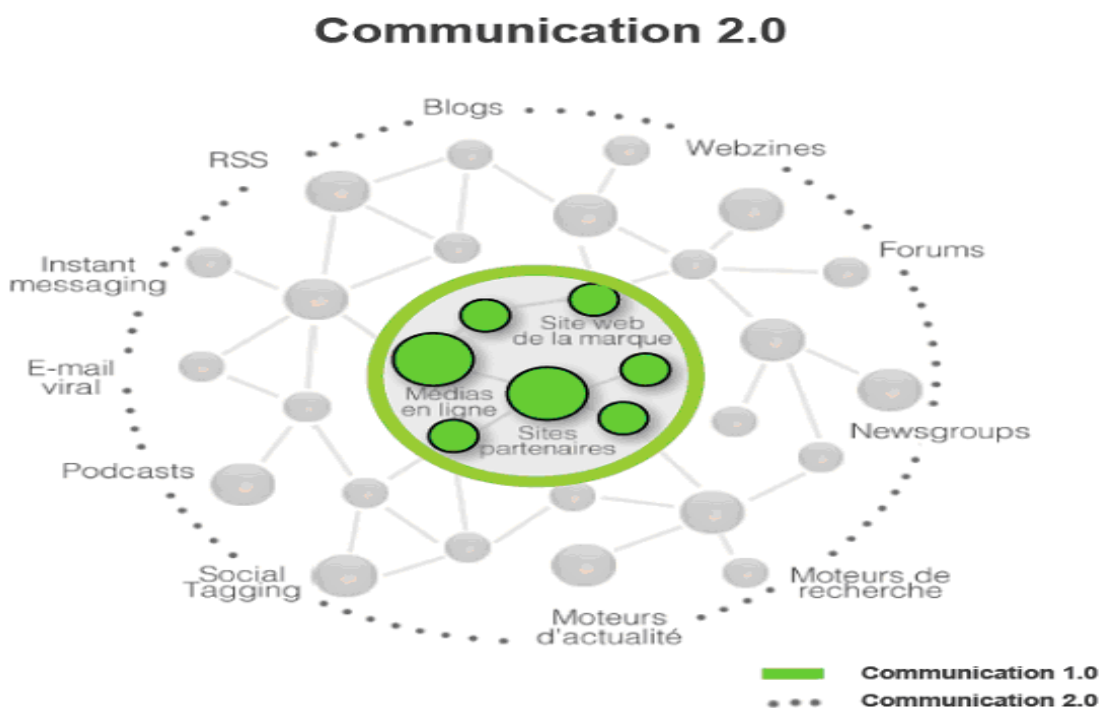 Communication 2.0
Blogs
Webzines
RSS
Forums
Instant
messaging
Site web
de la marque
E-mail
viral
Médias
en ligne
Sites
partenaires
Newsgroups
Podcasts
Social
Tagging
Moteurs de
recherche
Moteurs
d'actualité
Communication 1.0
Communication 2.0